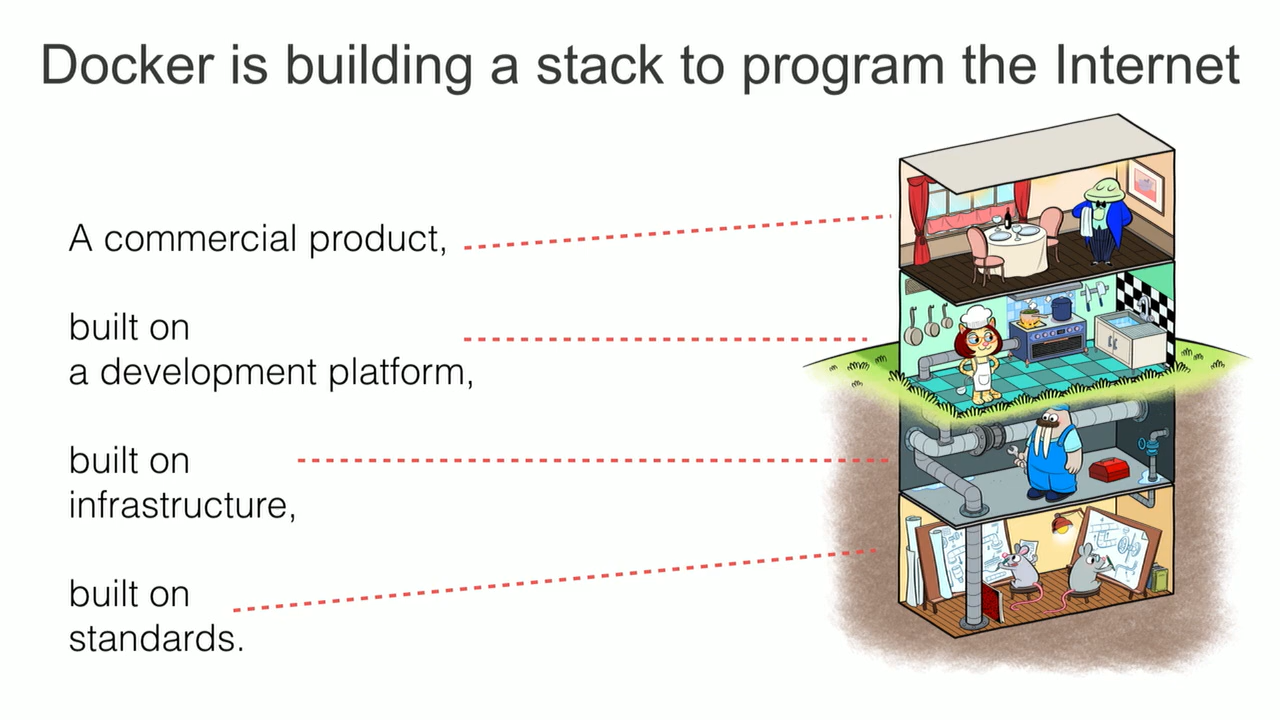 Docker is building a stack to program the Internet
A commercial product,
built on
a development platform,
built on
infrastructure,
built on
standards.